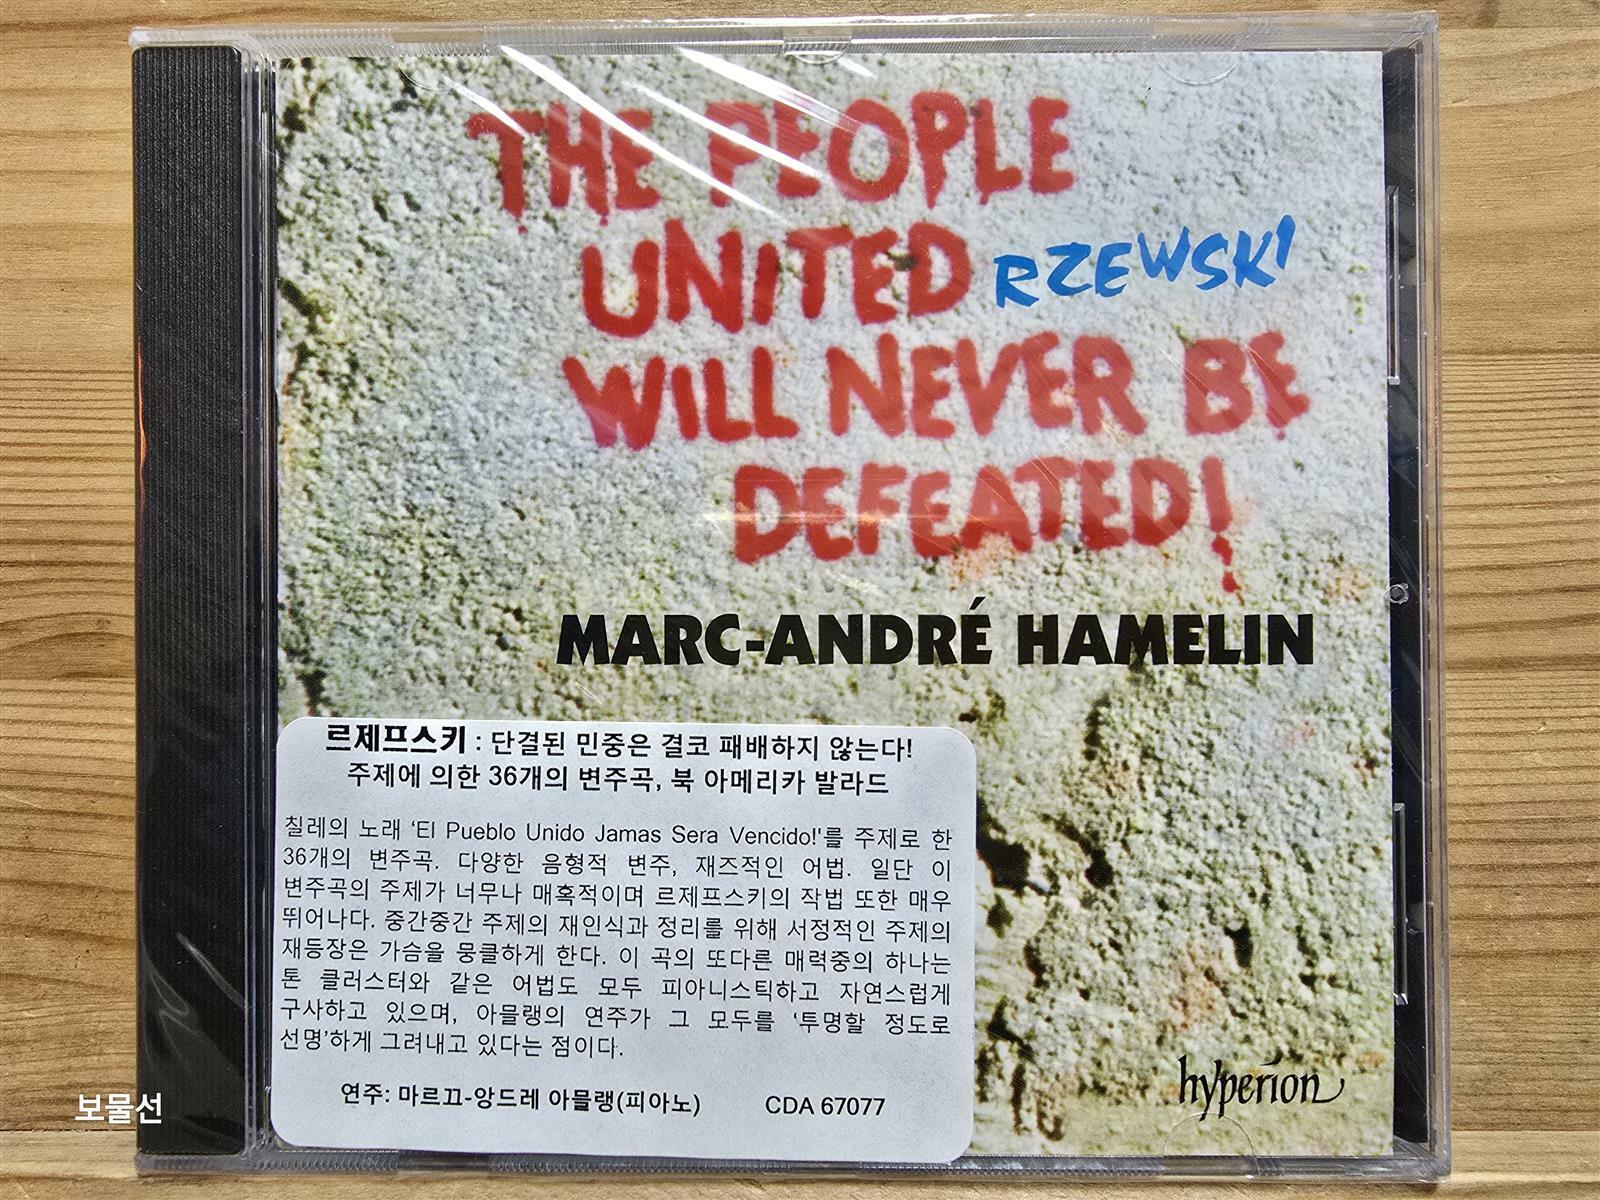 THE PEOPLE
UNITED RZEWSKI
WILL NEVER BE
DEFEATED!
MARC-ANDRÉ HAMELIN
르제프스키 : 단결된 민중은 결코 패배하지 않는다!
주제에 의한 36개의 변주곡, 북 아메리카 발라드
칠레의 노래 ‘El Pueblo Unido Jamas Sera Vencido!'를 주제로 한
36개의 변주곡. 다양한 음형적 변주, 재즈적인 어법. 일단 이
변주곡의 주제가 너무나 매혹적이며 르제프스키의 작법 또한 매우
뛰어나다. 중간중간 주제의 재인식과 정리를 위해 서정적인 주제의
재등장은 가슴을 뭉클하게 한다. 이 곡의 또다른 매력중의 하나는
톤 클러스터와 같은 어법도 모두 피아니스틱하고 자연스럽게
구사하고 있으며, 아믈랭의 연주가 그 모두를 ‘투명할 정도로
선명’하게 그려내고 있다는 점이다.
연주: 마르끄-앙드레 아믈랭(피아노) CDA 67077
hyperion
보물선